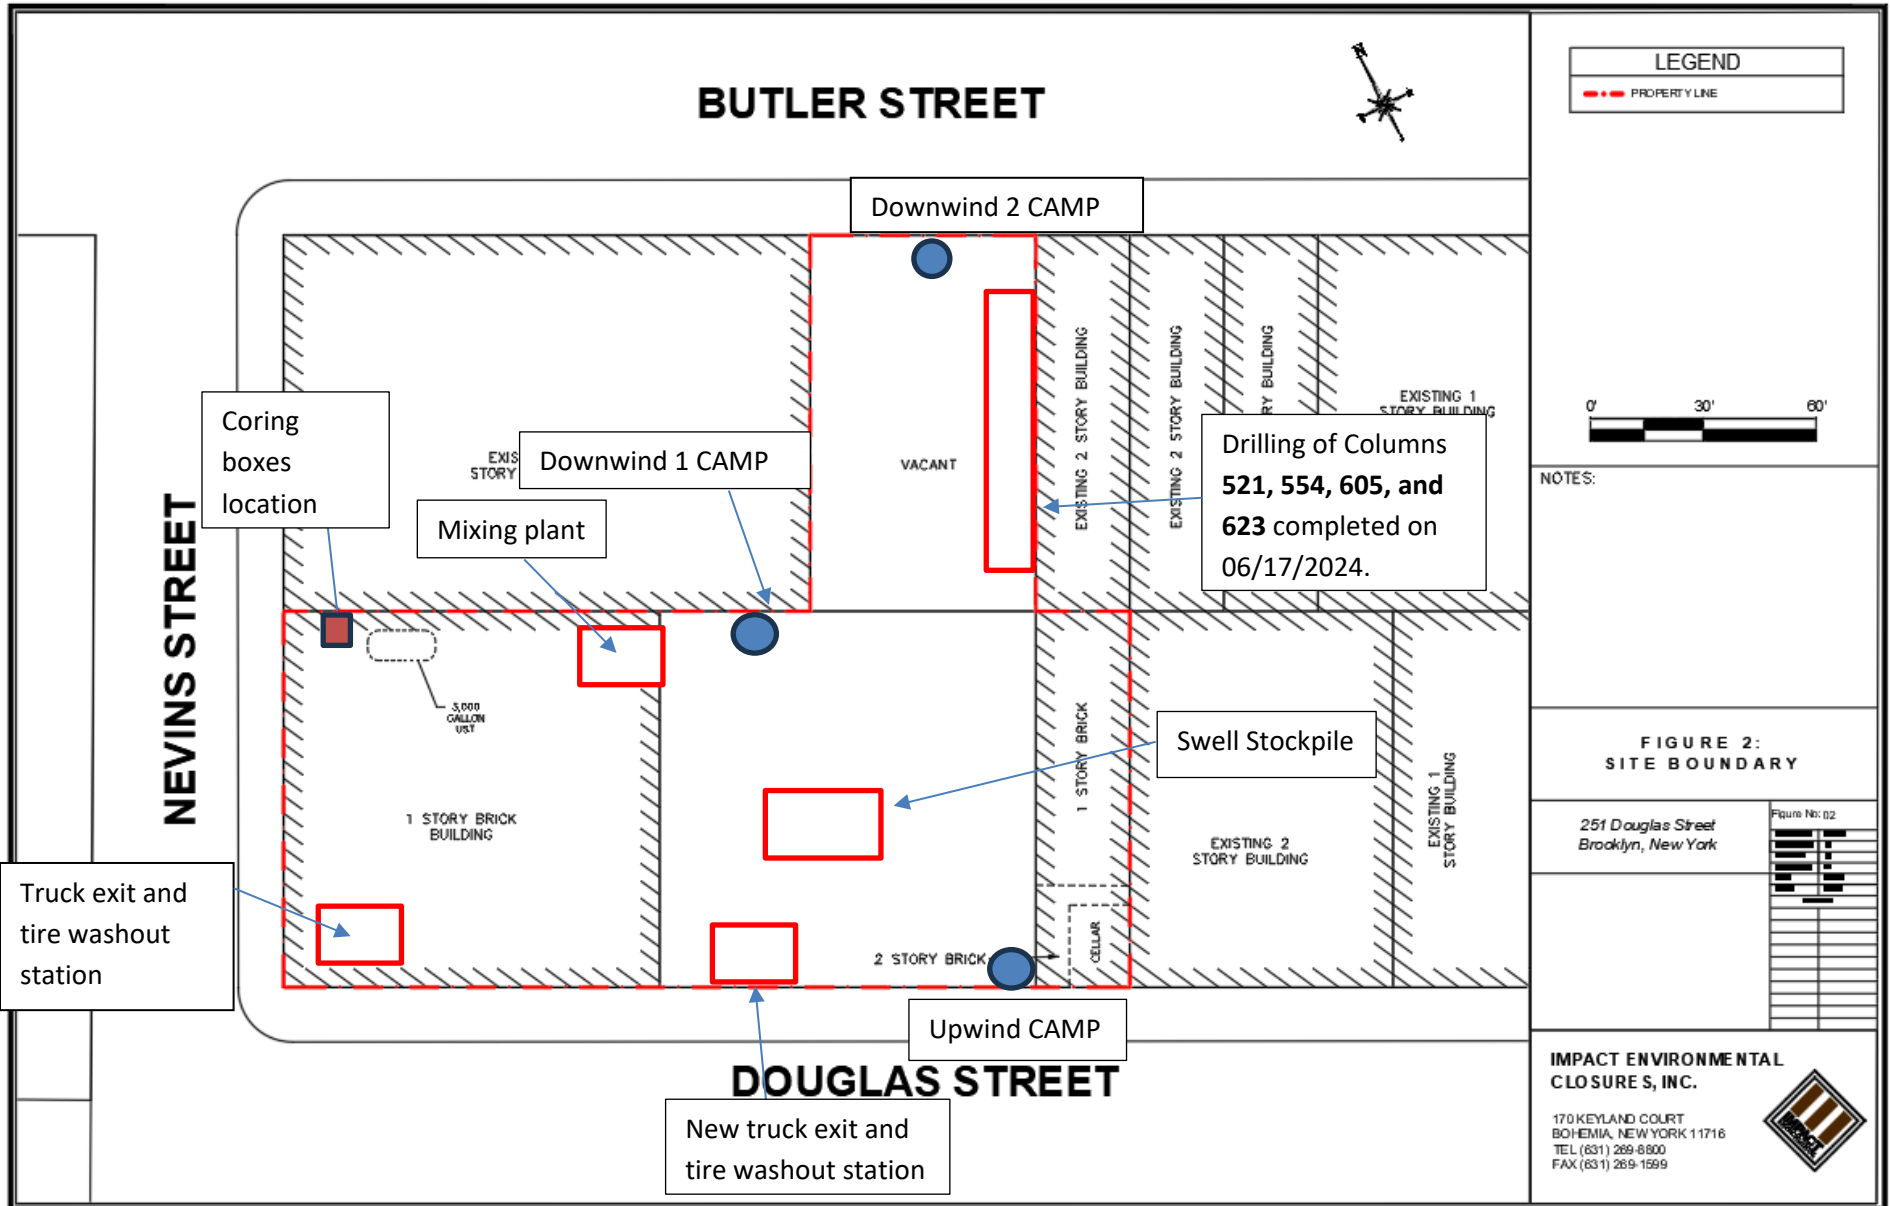 BUTLER STREET
N
Downwind 2 CAMP
Coring
boxes
location
STORY
Downwind 1 CAMP
Mixing plant
VACANT
EXISTING 2 STORY BUILDING
EXISTING 2 STORY BUILDING
BUILDING
EXISTING 1
STORY BUILDING
Drilling of Columns
521, 554, 605, and
623 completed on
06/17/2024.
NEVINS STREET
3,000
GALLON
UST
1 STORY BRICK
BUILDING
1 STORY BRICK
Swell Stockpile
EXISTING 2
STORY BUILDING
EXISTING 1
STORY BUILDING
Truck exit and
tire washout
station
2 STORY BRICK
CELLAR
Upwind CAMP
DOUGLAS STREET
New truck exit and
tire washout station
LEGEND
PROPERTY LINE
0' 30' 60'
NOTES:
FIGURE 2:
SITE BOUNDARY
251 Douglas Street
Brooklyn, New York
Figure No: 02
IMPACT ENVIRONMENTAL
CLOSURES, INC.
170 KEYLAND COURT
BOHEMIA, NEW YORK 11716
TEL (631) 269-8800
FAX (631) 269-1599
IMPACT